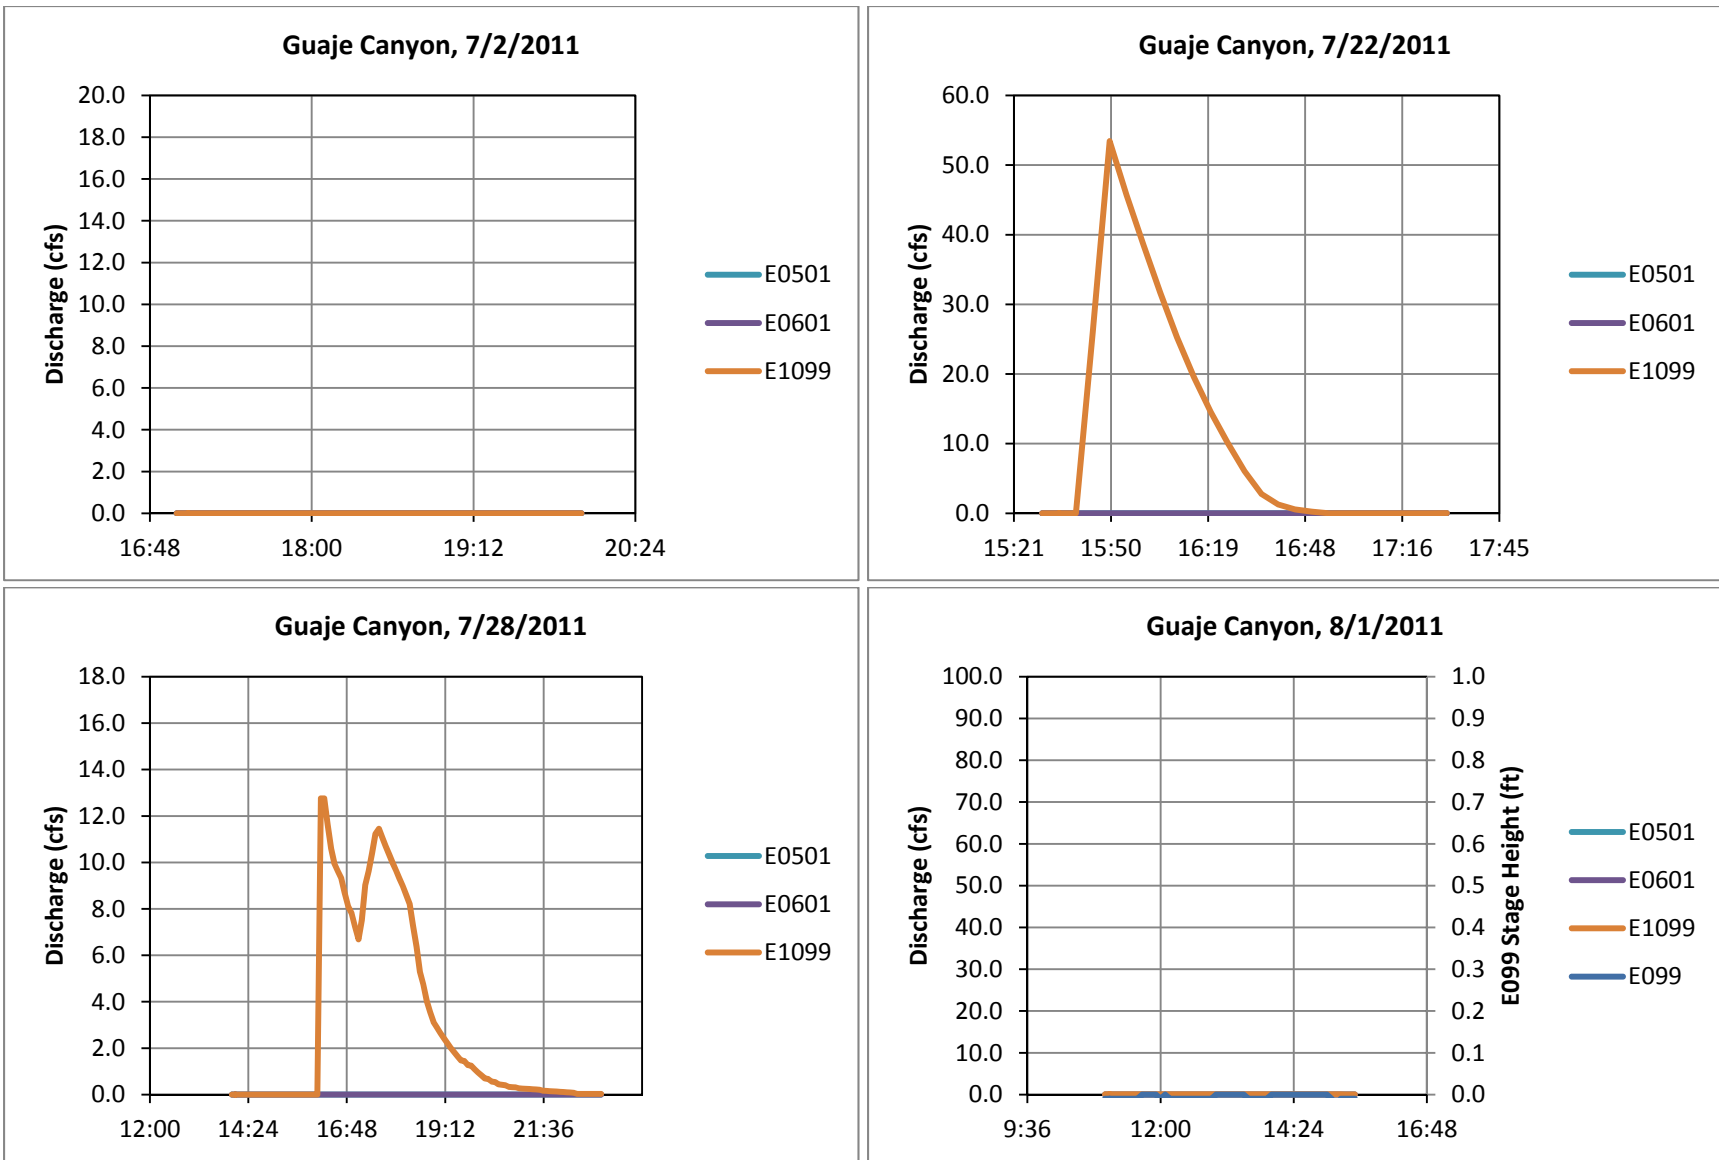 Guaje Canyon, 7/2/2011
20.0
18.0
16.0
14.0
12.0
10.0
8.0
6.0
4.0
2.0
0.0
Discharge (cfs)
16:48 18:00 19:12 20:24
E0501
E0601
E1099
Guaje Canyon, 7/22/2011
60.0
50.0
40.0
30.0
20.0
10.0
0.0
Discharge (cfs)
15:21 15:50 16:19 16:48 17:16 17:45
E0501
E0601
E1099
Guaje Canyon, 7/28/2011
18.0
16.0
14.0
12.0
10.0
8.0
6.0
4.0
2.0
0.0
Discharge (cfs)
12:00 14:24 16:48 19:12 21:36
E0501
E0601
E1099
Guaje Canyon, 8/1/2011
100.0
90.0
80.0
70.0
60.0
50.0
40.0
30.0
20.0
10.0
0.0
Discharge (cfs)
9:36 12:00 14:24 16:48
1.0
0.9
0.8
0.7
0.6
0.5
0.4
0.3
0.2
0.1
0.0
E099 Stage Height (ft)
E0501
E0601
E1099
E099